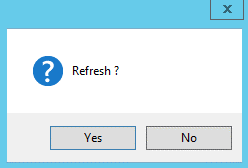 x
Refresh ?
Yes
No